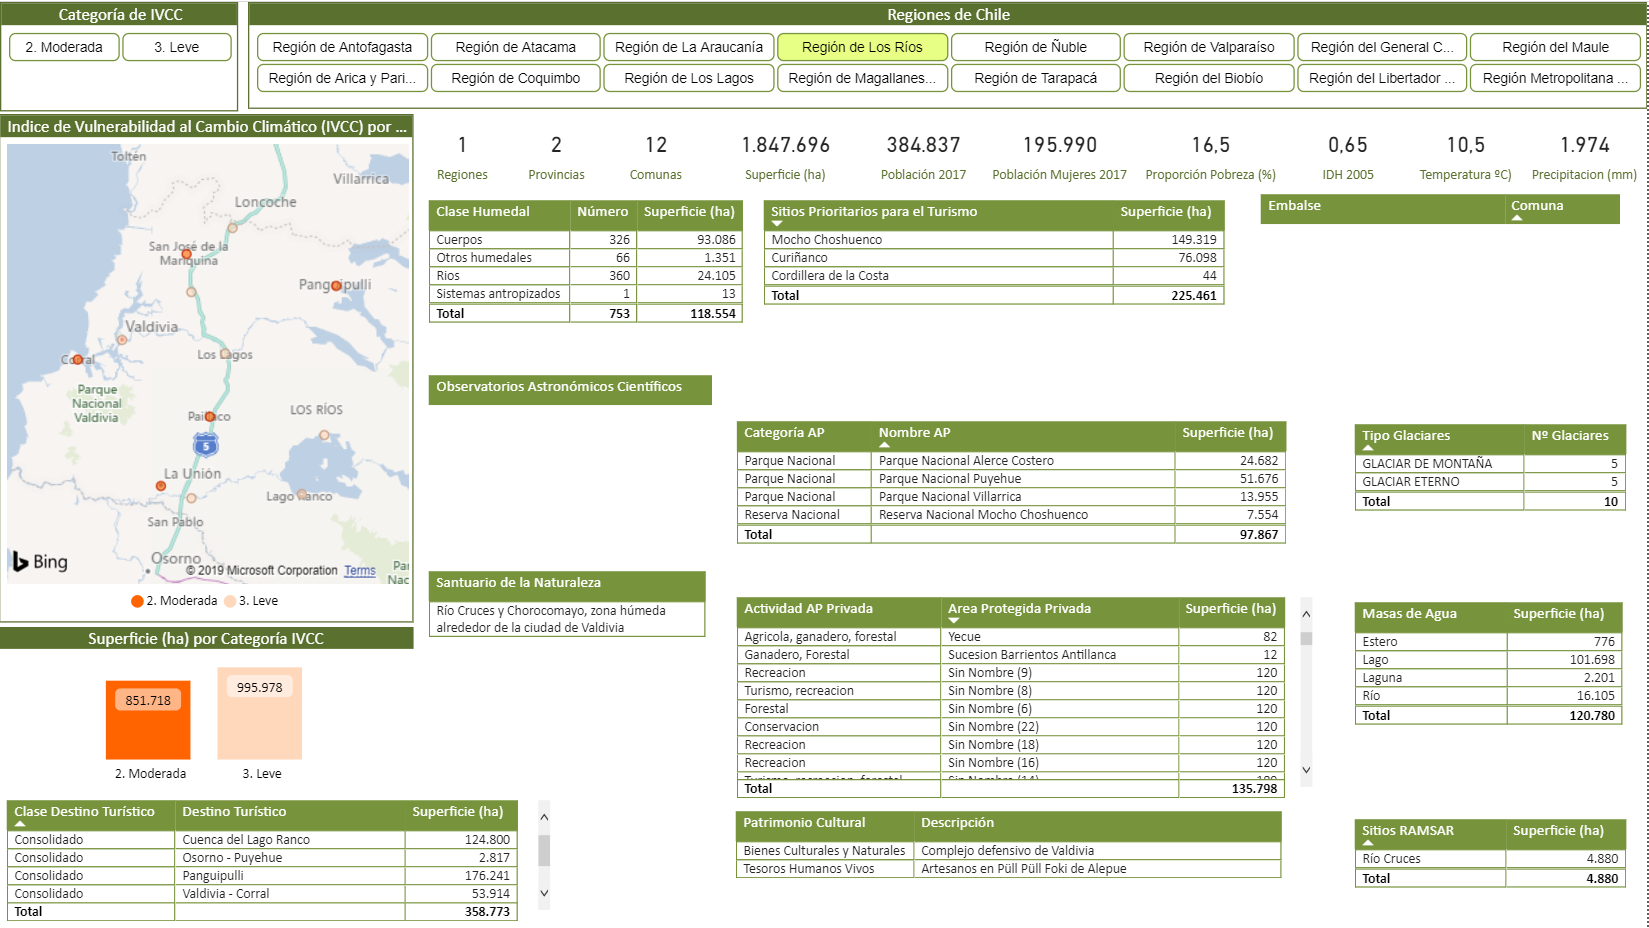 Categoría de IVCC
2. Moderada
3. Leve
Regiones de Chile
Región de Antofagasta
Región de Atacama
Región de La Araucanía
Región de Los Ríos
Región de Ñuble
Región de Valparaíso
Región del General C...
Región del Maule
Región de Arica y Pari...
Región de Coquimbo
Región de Los Lagos
Región de Magallanes...
Región de Tarapacá
Región del Biobío
Región del Libertador ...
Región Metropolitana ...
Indice de Vulnerabilidad al Cambio Climático (IVCC) por ...
Toltén
Villarrica
Loncoche
San José de la
Mariquina
Panguipulli
Valdivia
Corral
Los Lagos
Parque
Nacional
Valdivia
LOS RÍOS
Paillaco
5
La Unión
Lago Ranco
San Pablo
Osorno
Par
Nac
Bing
© 2019 Microsoft Corporation Terms
2. Moderada 3. Leve
1
Regiones
2
Provincias
12
Comunas
1.847.696
Superficie (ha)
384.837
Población 2017
195.990
Población Mujeres 2017
16,5
Proporción Pobreza (%)
0,65
IDH 2005
10,5
Temperatura ºC)
1.974
Precipitacion (mm)
Clase Humedal Número Superficie (ha)
Cuerpos 326 93.086
Otros humedales 66 1.351
Rios 360 24.105
Sistemas antropizados 1 13
Total 753 118.554
Sitios Prioritarios para el Turismo Superficie (ha)
Mocho Choshuenco 149.319
Curiñanco 76.098
Cordillera de la Costa 44
Total 225.461
Embalse Comuna
Observatorios Astronómicos Científicos
Categoría AP Nombre AP Superficie (ha)
Parque Nacional Parque Nacional Alerce Costero 24.682
Parque Nacional Parque Nacional Puyehue 51.676
Parque Nacional Parque Nacional Villarrica 13.955
Reserva Nacional Reserva Nacional Mocho Choshuenco 7.554
Total 97.867
Tipo Glaciares Nº Glaciares
GLACIAR DE MONTAÑA 5
GLACIAR ETERNO 5
Total 10
Santuario de la Naturaleza
Río Cruces y Chorocomayo, zona húmeda
alrededor de la ciudad de Valdivia
Actividad AP Privada Area Protegida Privada Superficie (ha)
Agricola, ganadero, forestal Yecue 82
Ganadero, Forestal Sucesion Barrientos Antillanca 12
Recreacion Sin Nombre (9) 120
Turismo, recreacion Sin Nombre (8) 120
Forestal Sin Nombre (6) 120
Conservacion Sin Nombre (22) 120
Recreacion Sin Nombre (18) 120
Recreacion Sin Nombre (16) 120
Turismo, recreacion, forestal Sin Nombre (14) 120
Total 135.798
Masas de Agua Superficie (ha)
Estero 776
Lago 101.698
Laguna 2.201
Río 16.105
Total 120.780
Superficie (ha) por Categoría IVCC
851.718
995.978
2. Moderada
3. Leve
Clase Destino Turístico Destino Turístico Superficie (ha)
Consolidado Cuenca del Lago Ranco 124.800
Consolidado Osorno - Puyehue 2.817
Consolidado Panguipulli 176.241
Consolidado Valdivia - Corral 53.914
Total 358.773
Patrimonio Cultural Descripción
Bienes Culturales y Naturales Complejo defensivo de Valdivia
Tesoros Humanos Vivos Artesanos en Püll Püll Foki de Alepue
Sitios RAMSAR Superficie (ha)
Río Cruces 4.880
Total 4.880